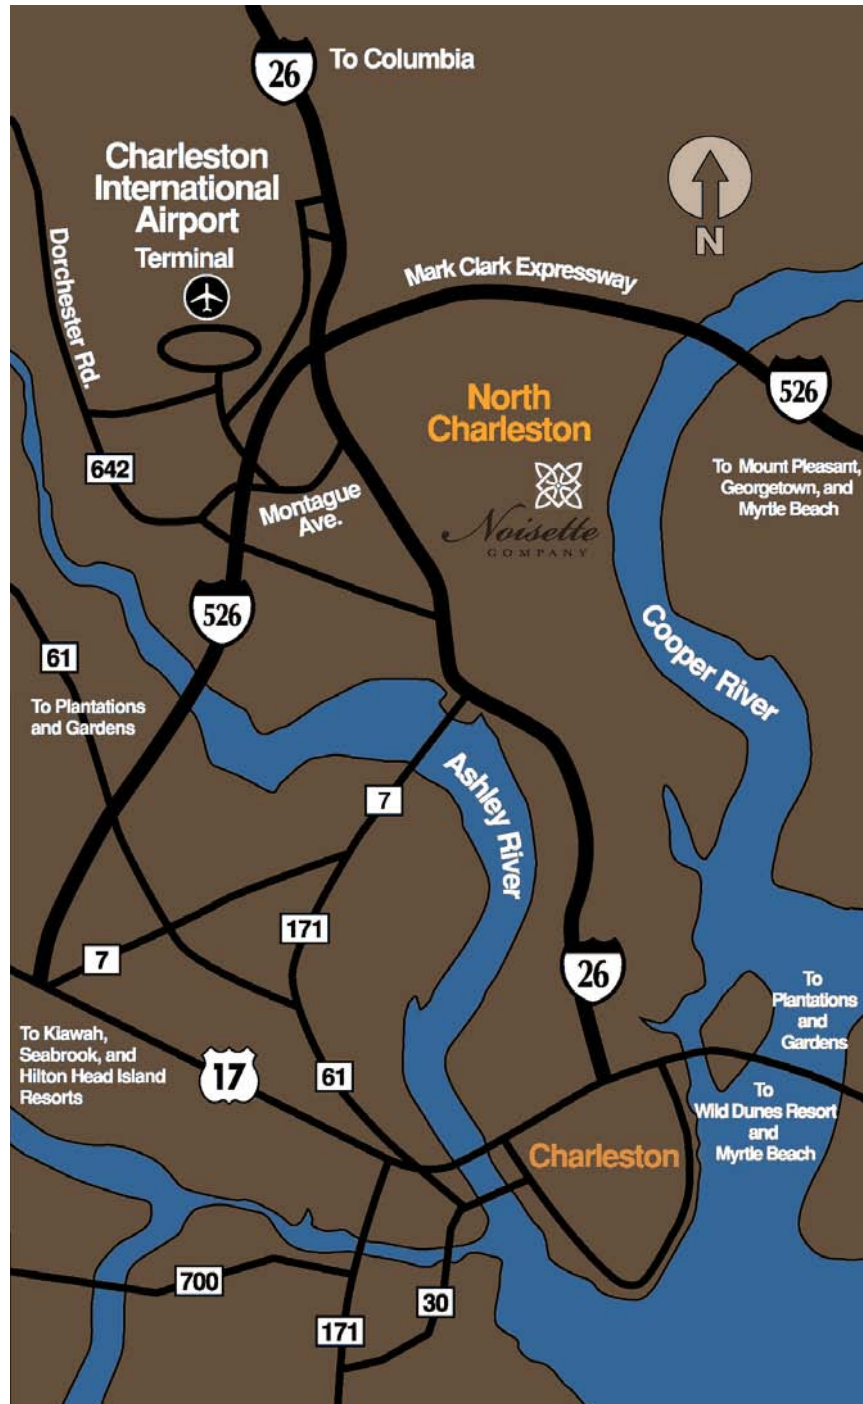 26
To Columbia
Charleston
International
Airport
Terminal
N
Dorchester Rd.
Mark Clark Expressway
526
North
Charleston
642
To Mount Pleasant,
Georgetown, and
Myrtle Beach
Montague
Ave.
Noisette
COMPANY
526
61
Cooper River
To Plantations
and Gardens
7
Ashley River
171
7
26
To
Plantations
and
Gardens
To Kiawah,
Seabrook, and
Hilton Head Island
Resorts
17
61
To
Wild Dunes Resort
and
Myrtle Beach
Charleston
700
30
171